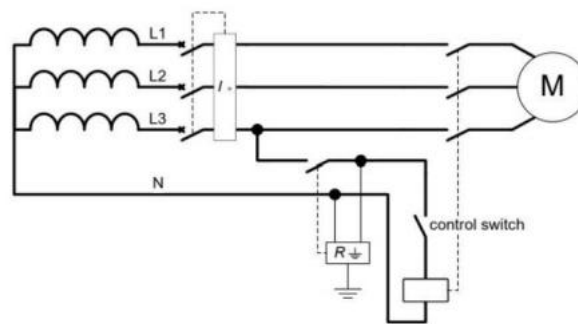 L1
L2
I >
M
L3
N
control switch
R ⏚